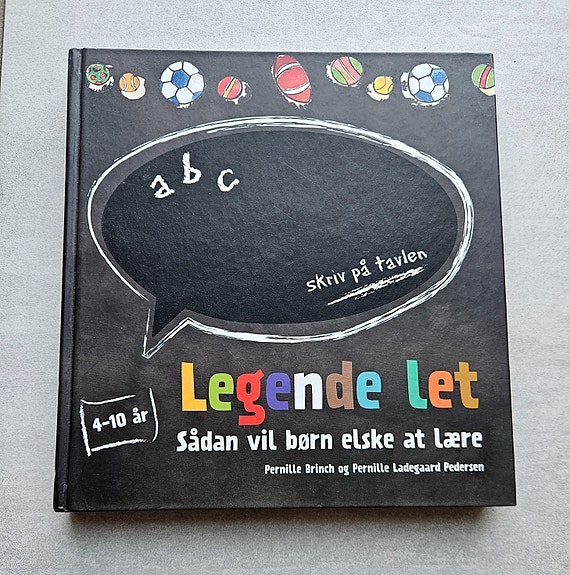 a b c
skriv på tavlen
Legende let
4-10 år
Sådan vil børn elske at lære
Pernille Brinch og Pernille Ladegaard Pedersen